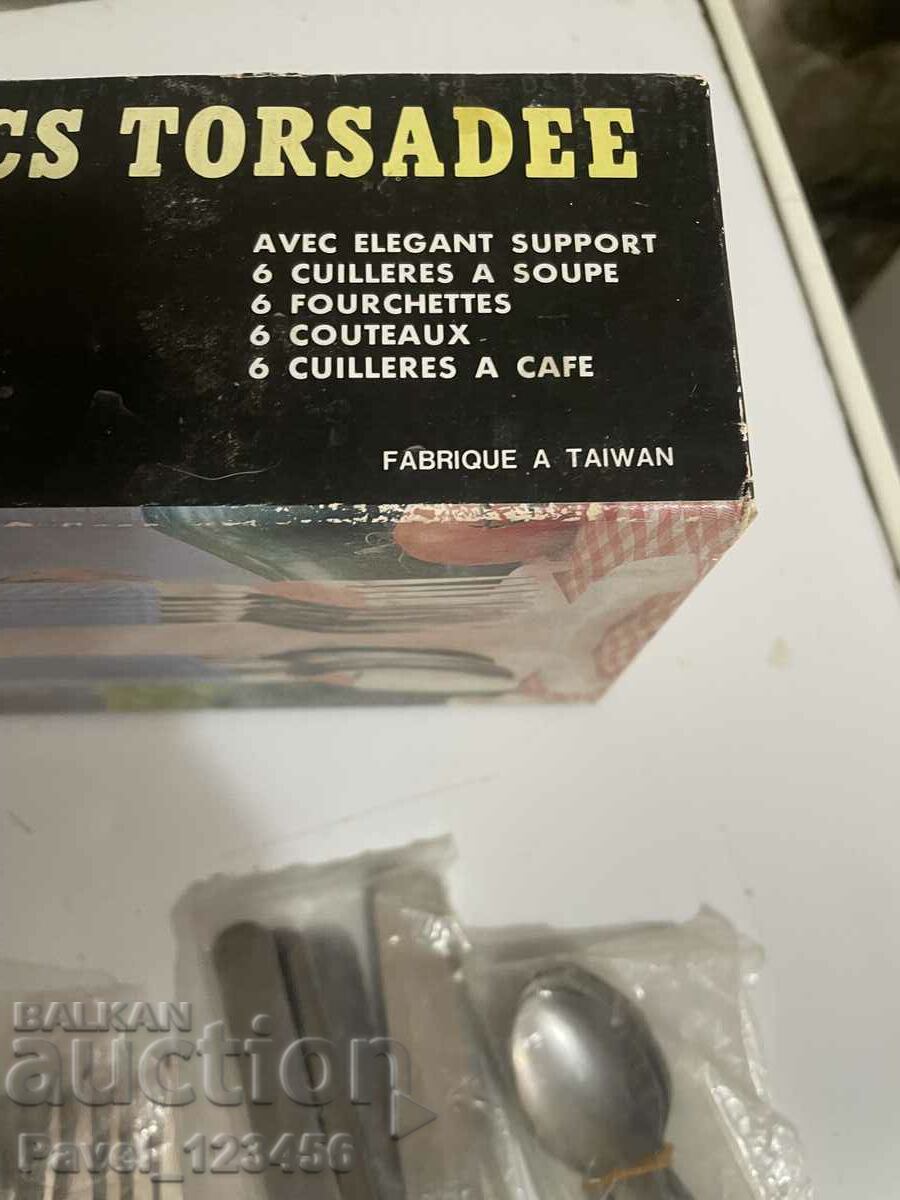 CS TORSADEE
AVEC ELEGANT SUPPORT
6 CUILLERES A SOUPE
6 FOURCHETTES
6 COUTEAUX
6 CUILLERES A CAFE
FABRIQUE A TAIWAN
BALKAN
auction
Pavel_123456